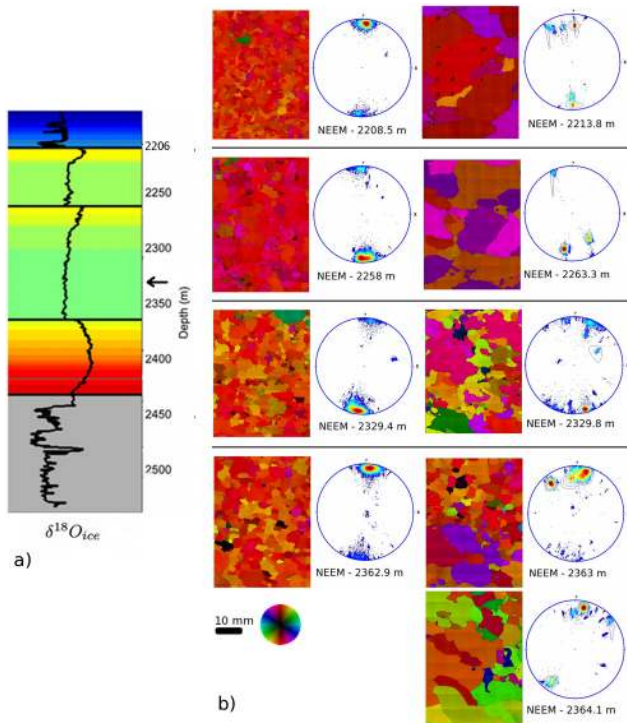 2206
2250
2300
2350
2400
2450
2500
Depth (m)
δ¹⁸O_ice
a)
NEEM - 2208.5 m
NEEM - 2213.8 m
NEEM - 2258 m
NEEM - 2263.3 m
NEEM - 2329.4 m
NEEM - 2329.8 m
NEEM - 2362.9 m
NEEM - 2363 m
10 mm
NEEM - 2364.1 m
b)